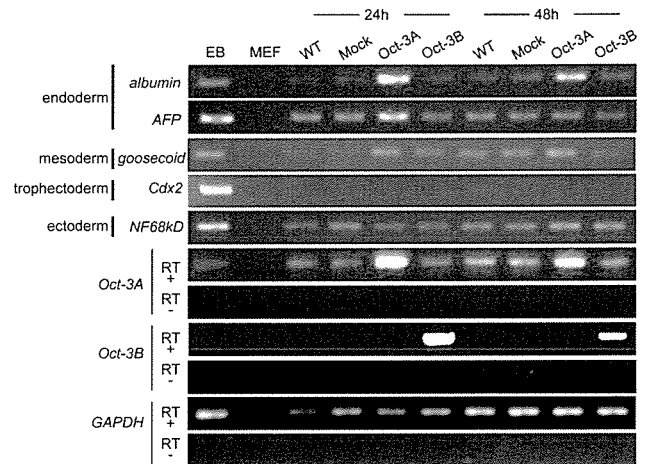 24h 48h
EB MEF WT Mock Oct-3A Oct-3B WT Mock Oct-3A Oct-3B
endoderm albumin
AFP
mesoderm goosecoid
trophectoderm Cdx2
ectoderm NF68kD
Oct-3A RT +
RT -
Oct-3B RT +
RT -
GAPDH RT +
RT -